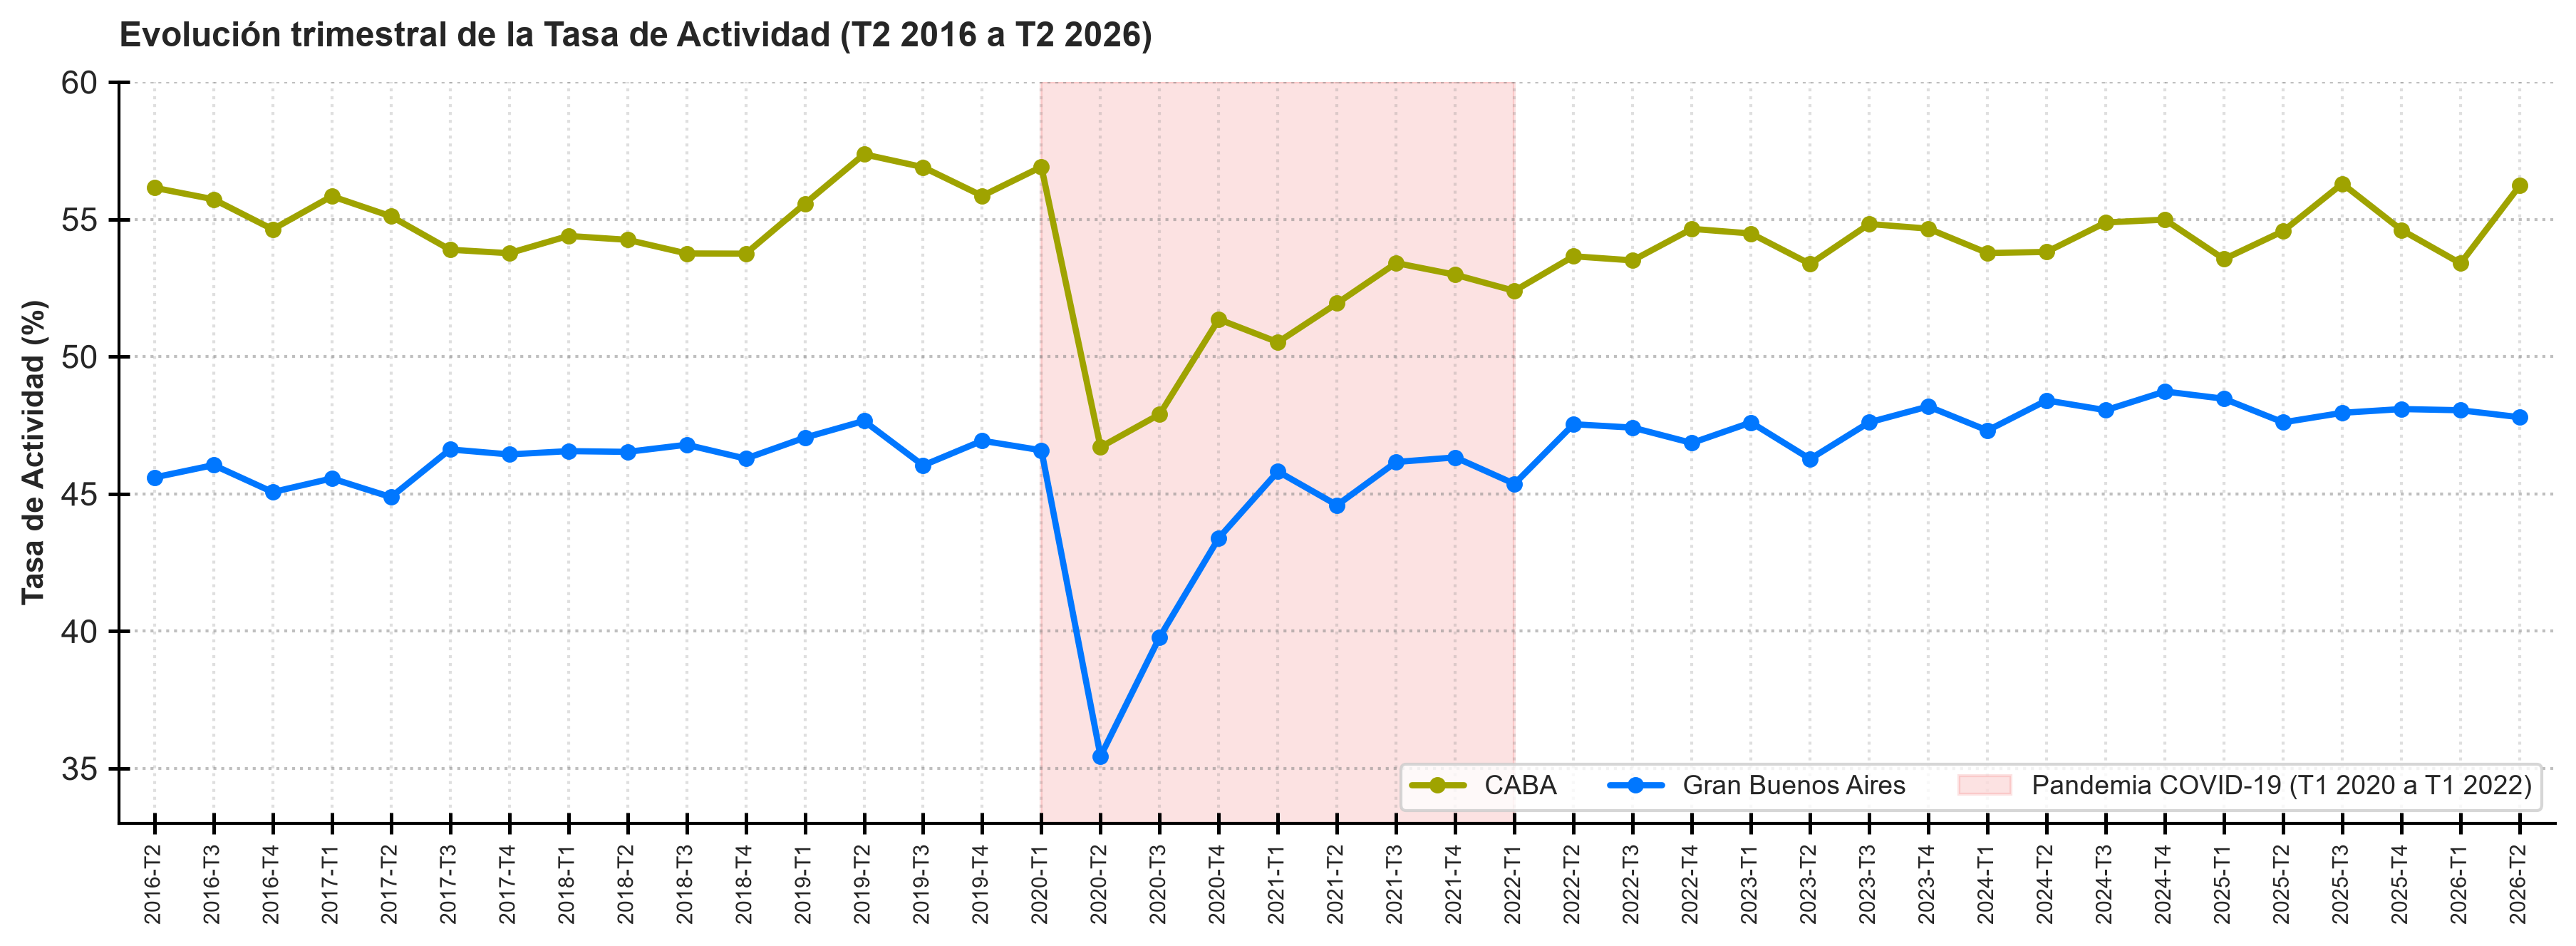 Evolución trimestral de la Tasa de Actividad (T2 2016 a T2 2026)
Tasa de Actividad (%)
60
55
50
45
40
35
CABA
Gran Buenos Aires
Pandemia COVID-19 (T1 2020 a T1 2022)
2016-T2
2016-T3
2016-T4
2017-T1
2017-T2
2017-T3
2017-T4
2018-T1
2018-T2
2018-T3
2018-T4
2019-T1
2019-T2
2019-T3
2019-T4
2020-T1
2020-T2
2020-T3
2020-T4
2021-T1
2021-T2
2021-T3
2021-T4
2022-T1
2022-T2
2022-T3
2022-T4
2023-T1
2023-T2
2023-T3
2023-T4
2024-T1
2024-T2
2024-T3
2024-T4
2025-T1
2025-T2
2025-T3
2025-T4
2026-T1
2026-T2